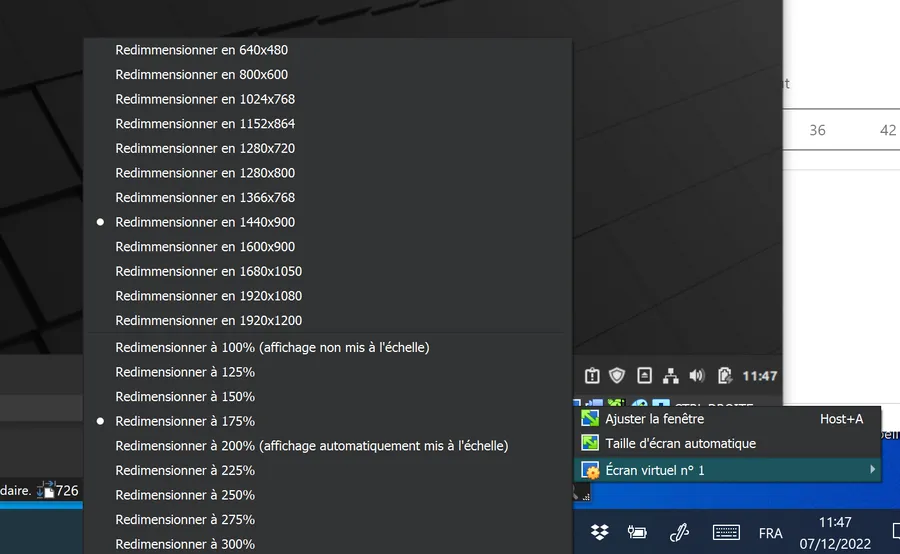 Redimmensionner en 640x480
Redimmensionner en 800x600
Redimmensionner en 1024x768
Redimmensionner en 1152x864
Redimmensionner en 1280x720
Redimmensionner en 1280x800
Redimmensionner en 1366x768
Redimmensionner en 1440x900
Redimmensionner en 1600x900
Redimmensionner en 1680x1050
Redimmensionner en 1920x1080
Redimmensionner en 1920x1200
Redimensionner à 100% (affichage non mis à l'échelle)
Redimensionner à 125%
Redimensionner à 150%
Redimensionner à 175%
Redimensionner à 200% (affichage automatiquement mis à l'échelle)
Redimensionner à 225%
Redimensionner à 250%
Redimensionner à 275%
Redimensionner à 300%
36 42
11:47
CTRL DROITE
Ajuster la fenêtre Host+A
Taille d'écran automatique
Écran virtuel n° 1
daire. 726
FRA
11:47
07/12/2022